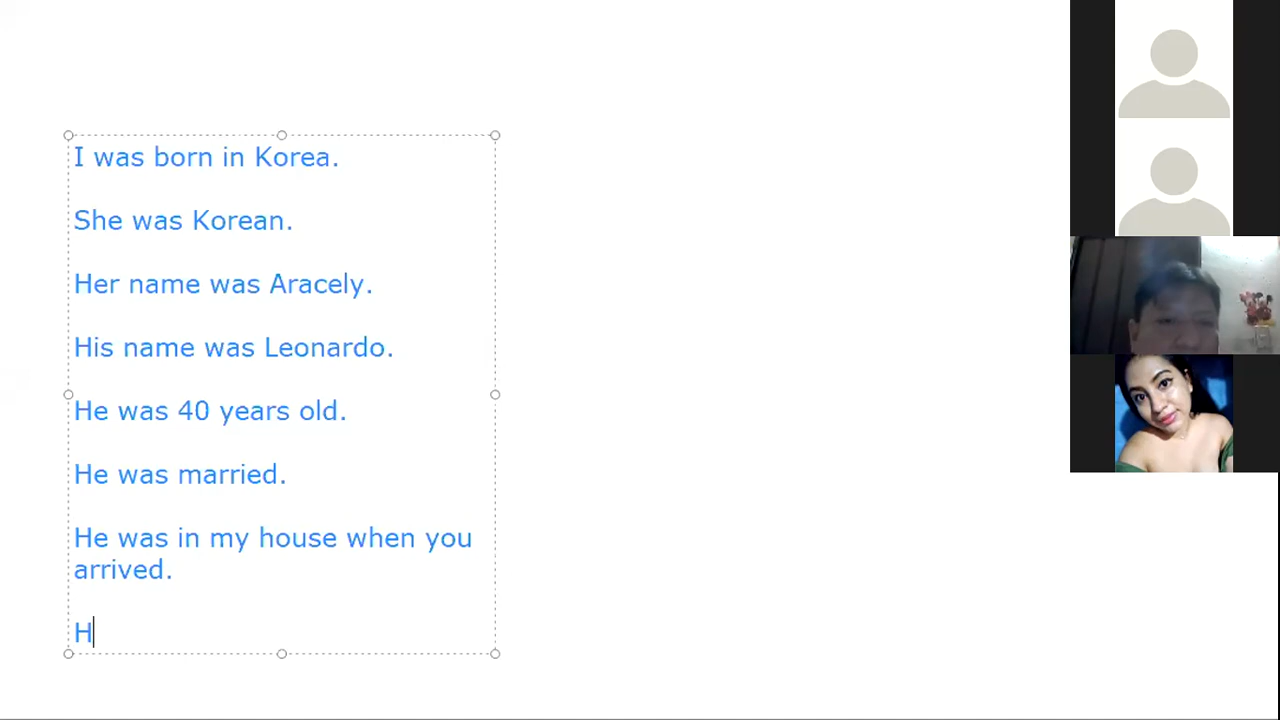 I was born in Korea.
She was Korean.
Her name was Aracely.
His name was Leonardo.
He was 40 years old.
He was married.
He was in my house when you
arrived.
H